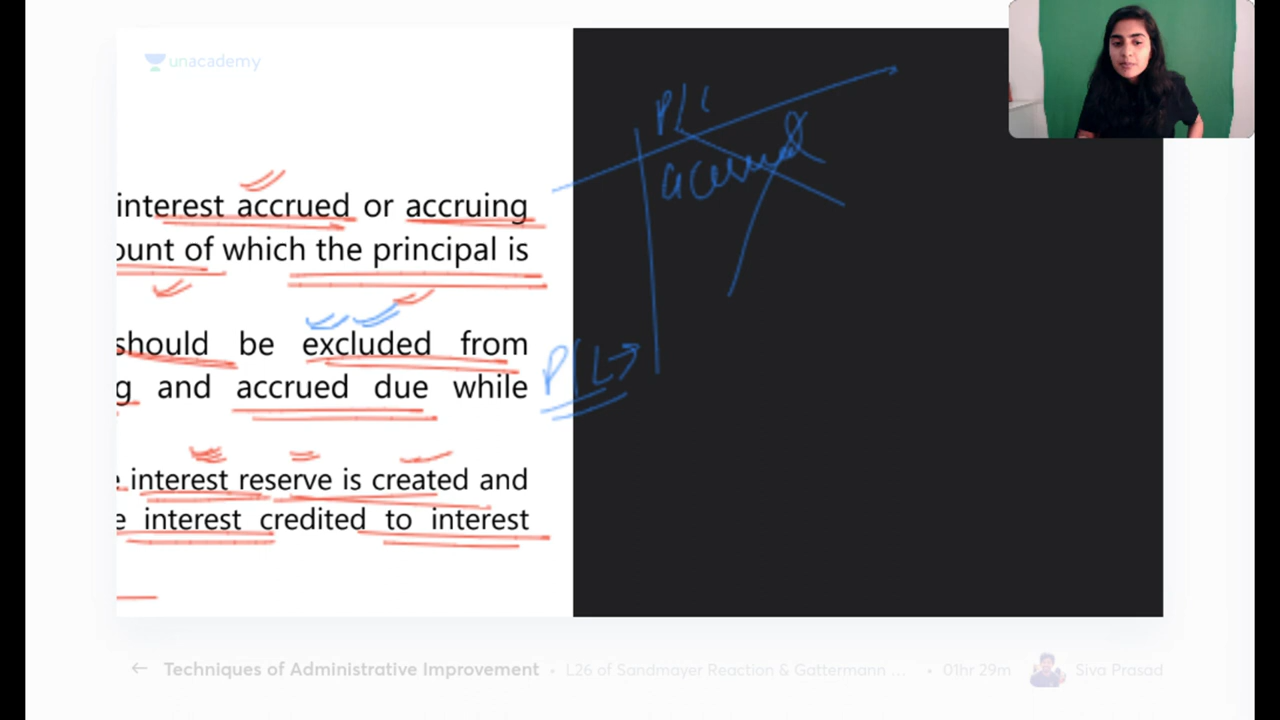 unacademy
P/L
accrued
interest accrued or accruing
ount of which the principal is
should be excluded from
g and accrued due while
P/L →
e interest reserve is created and
e interest credited to interest
← Techniques of Administrative Improvement • L26 of Sandmayer Reaction & Gattermann ... • 01hr 29m Siva Prasad